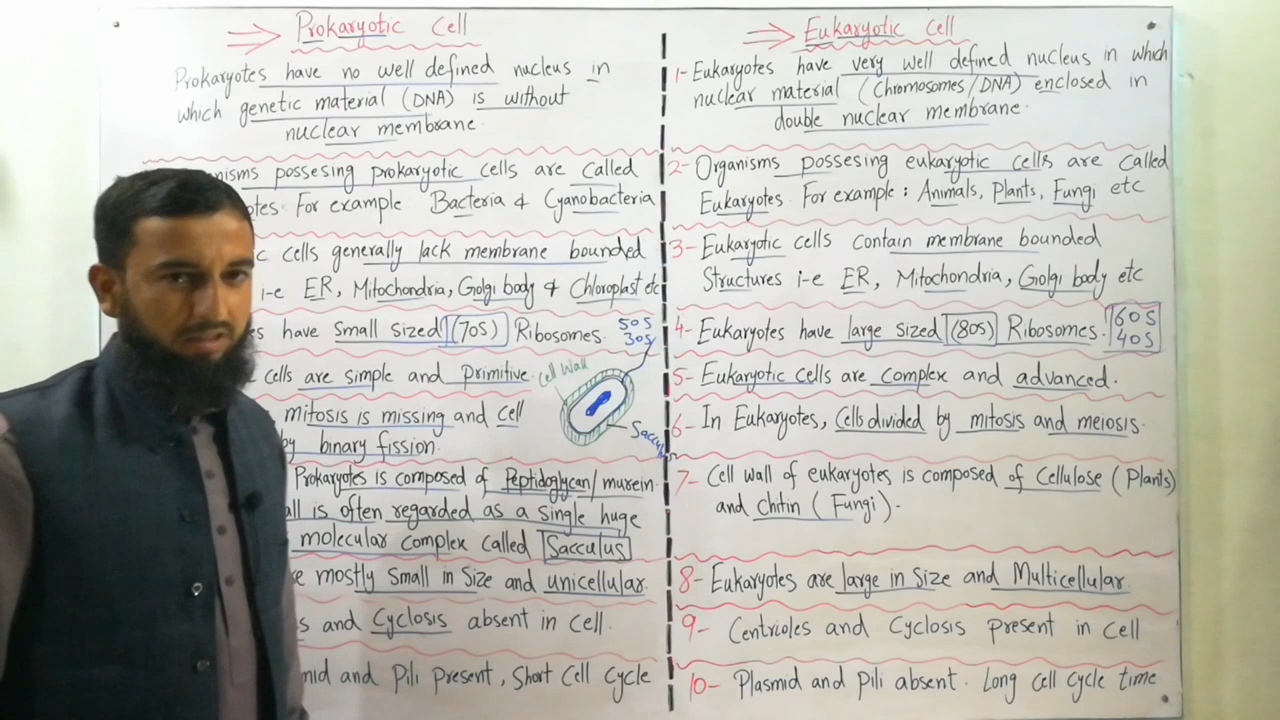 Prokaryotic Cell
Prokaryotes have no well defined nucleus in
which genetic material (DNA) is without
nuclear membrane.
nisms possesing prokaryotic cells are called
otes. For example Bacteria & Cyanobacteria
c cells generally lack membrane bounded
i-e ER, Mitochondria, Golgi body & Chloroplast etc
s have Small sized (70S) Ribosomes. 50S
30S
cells are simple and Primitive.
Cell Wall
mitosis is missing and cell
by binary fission.
Sacculus
Prokaryotes is composed of Peptidoglycan/murein
all is often regarded as a single huge
molecular complex called Sacculus
e mostly Small in Size and unicellular.
s and Cyclosis absent in cell.
mid and Pili present, Short Cell Cycle
Eukaryotic Cell
1- Eukaryotes have very well defined nucleus in which
nuclear material (Chromosomes/DNA) enclosed in
double nuclear membrane.
2- Organisms possesing eukaryotic cells are called
Eukaryotes. For example: Animals, Plants, Fungi etc
3- Eukaryotic cells contain membrane bounded
Structures i-e ER, Mitochondria, Golgi body etc
4- Eukaryotes have large sized (80S) Ribosomes. 60S
40S
5- Eukaryotic cells are complex and advanced.
6- In Eukaryotes, Cells divided by mitosis and meiosis.
7- Cell wall of eukaryotes is composed of Cellulose (Plants)
and chitin (Fungi).
8- Eukaryotes are large in Size and Multicellular.
9- Centrioles and Cyclosis present in cell
10- Plasmid and Pili absent. Long cell cycle time